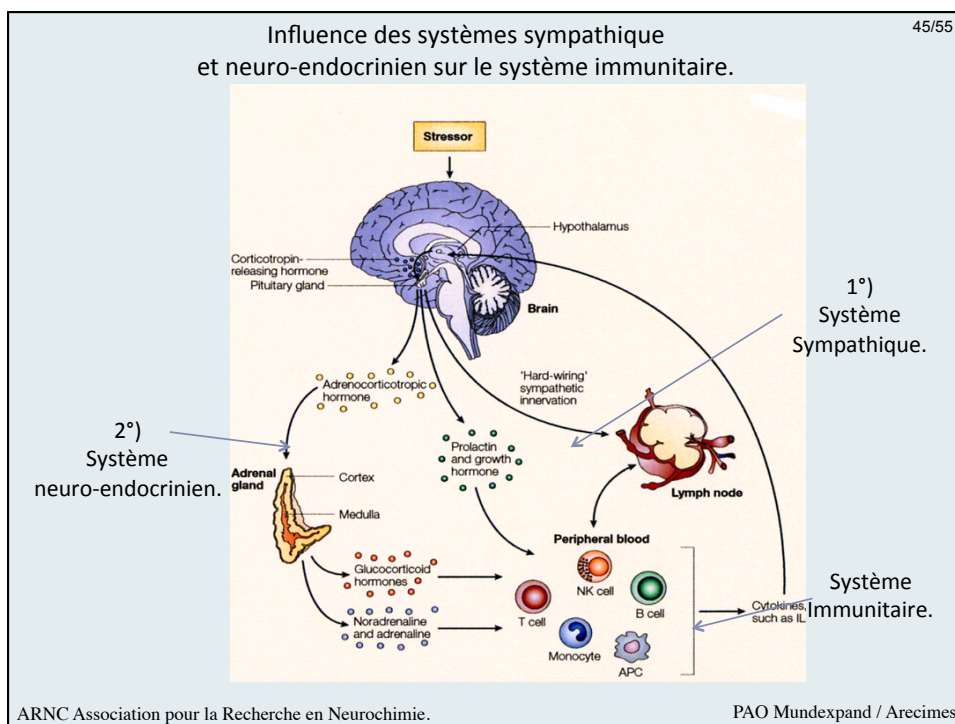 45/55
Influence des systèmes sympathique
et neuro-endocrinien sur le système immunitaire.
Stressor
Hypothalamus
Corticotropin-
releasing hormone
Pituitary gland
Brain
1°)
Système
Sympathique.
'Hard-wiring'
sympathetic
innervation
Adrenocorticotropic
hormone
2°)
Système
neuro-endocrinien.
Prolactin
and growth
hormone
Adrenal
gland
Cortex
Medulla
Lymph node
Peripheral blood
Glucocorticoid
hormones
NK cell
T cell
B cell
Noradrenaline
and adrenaline
Monocyte
APC
Cytokines,
such as IL
Système
Immunitaire.
ARNC Association pour la Recherche en Neurochimie.
PAO Mundexpand / Arecimes